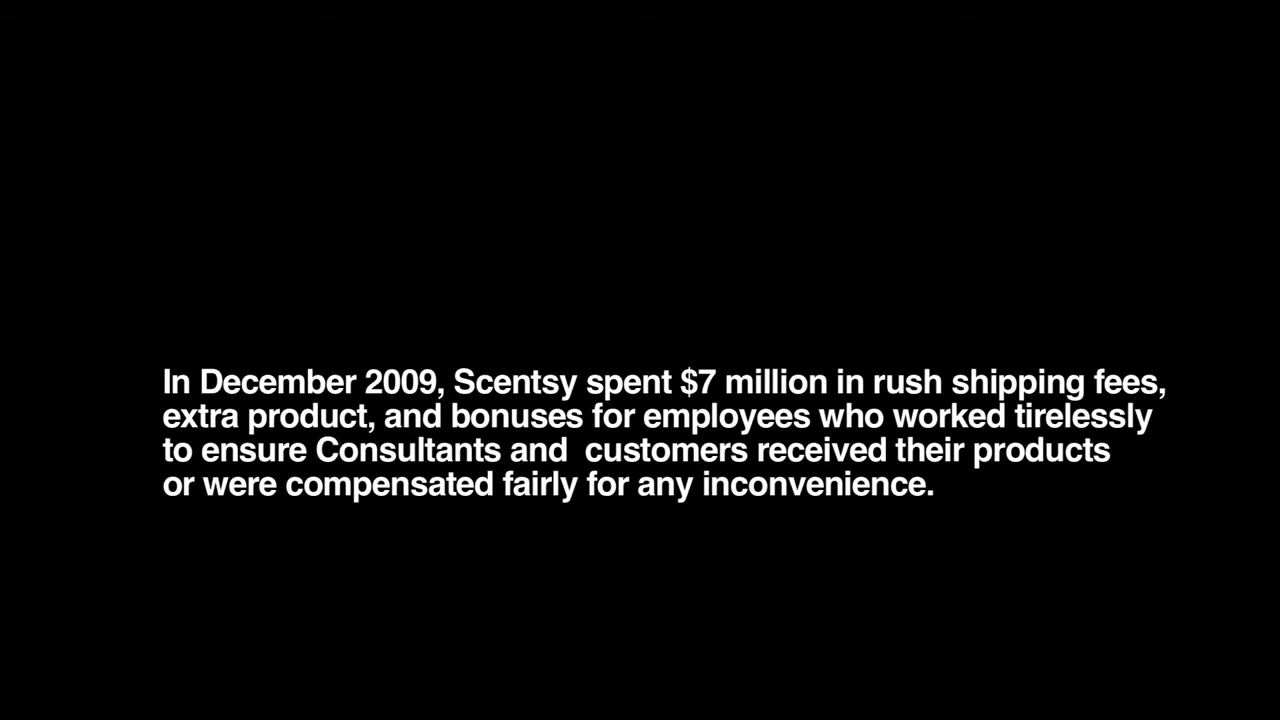 In December 2009, Scentsy spent $7 million in rush shipping fees,
extra product, and bonuses for employees who worked tirelessly
to ensure Consultants and  customers received their products
or were compensated fairly for any inconvenience.